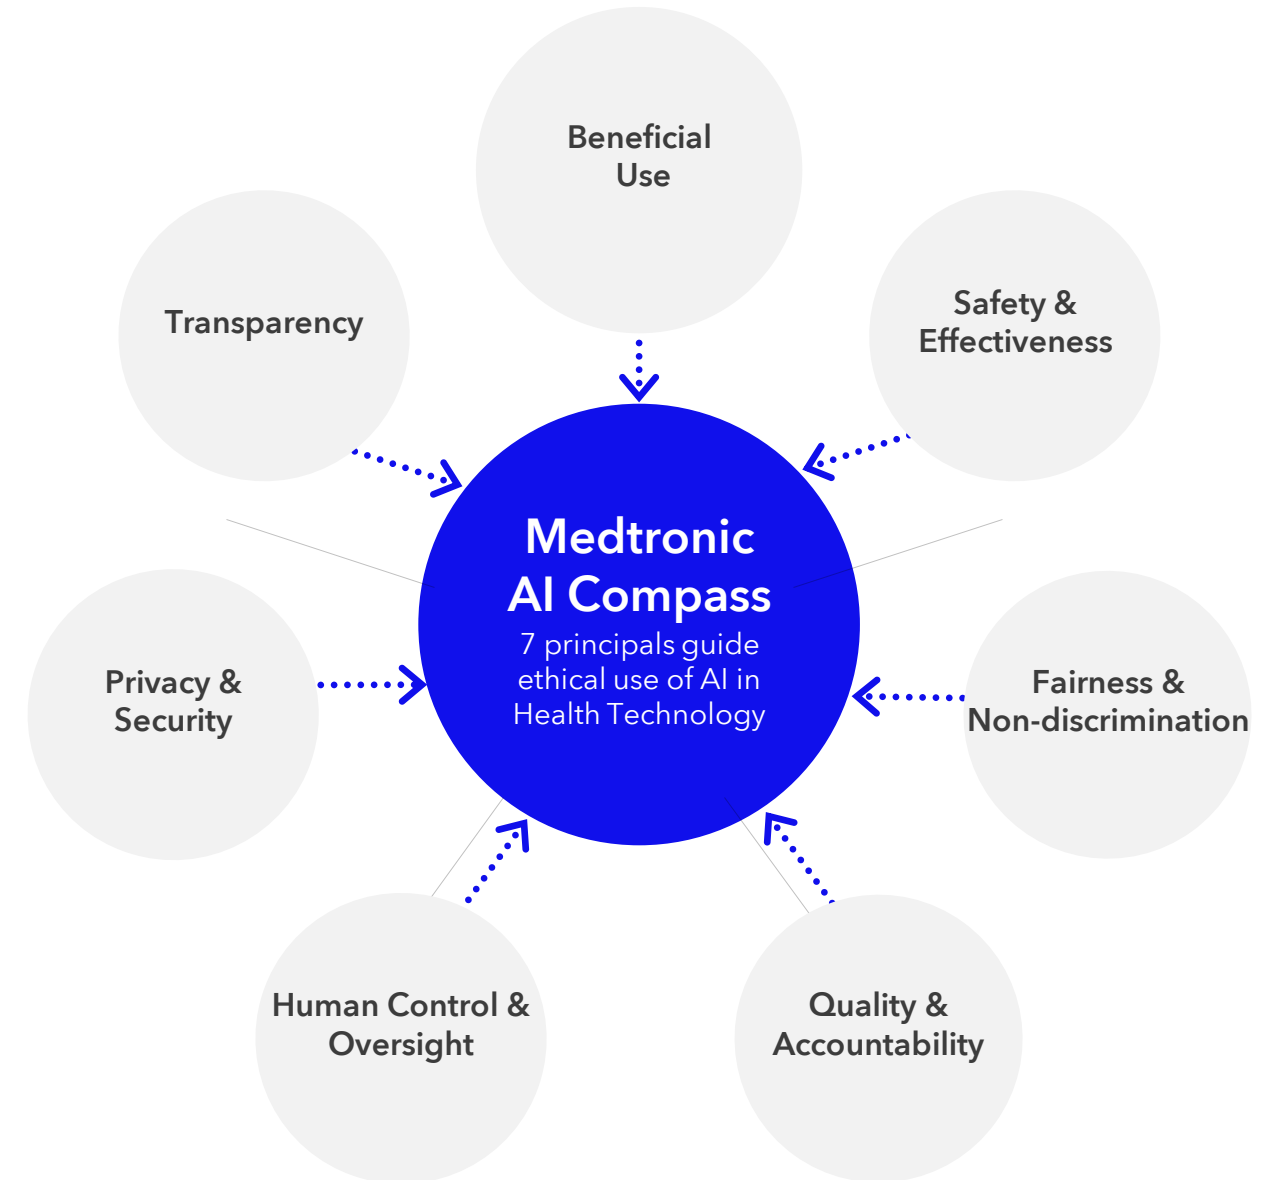 Beneficial
Use
Transparency
Safety &
Effectiveness
Medtronic
AI Compass
7 principals guide
ethical use of AI in
Health Technology
Privacy &
Security
Fairness &
Non-discrimination
Human Control &
Oversight
Quality &
Accountability